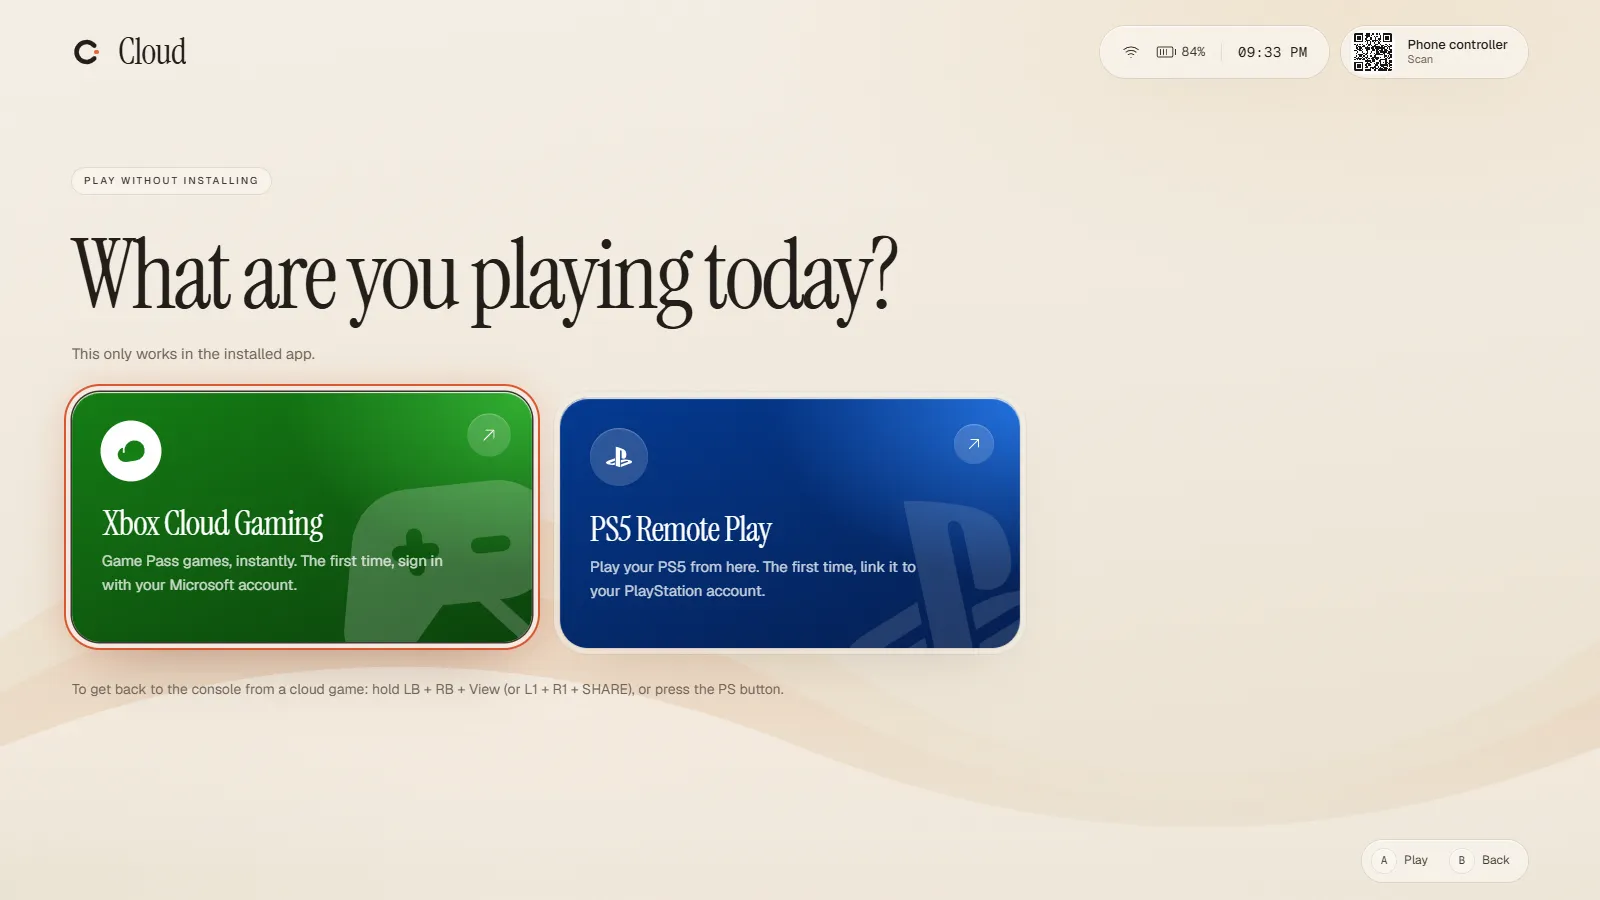 Cloud
84%
09:33 PM
Phone controller
Scan
PLAY WITHOUT INSTALLING
What are you playing today?
This only works in the installed app.
Xbox Cloud Gaming
Game Pass games, instantly. The first time, sign in
with your Microsoft account.
PS5 Remote Play
Play your PS5 from here. The first time, link it to
your PlayStation account.
To get back to the console from a cloud game: hold LB + RB + View (or L1 + R1 + SHARE), or press the PS button.
A Play B Back